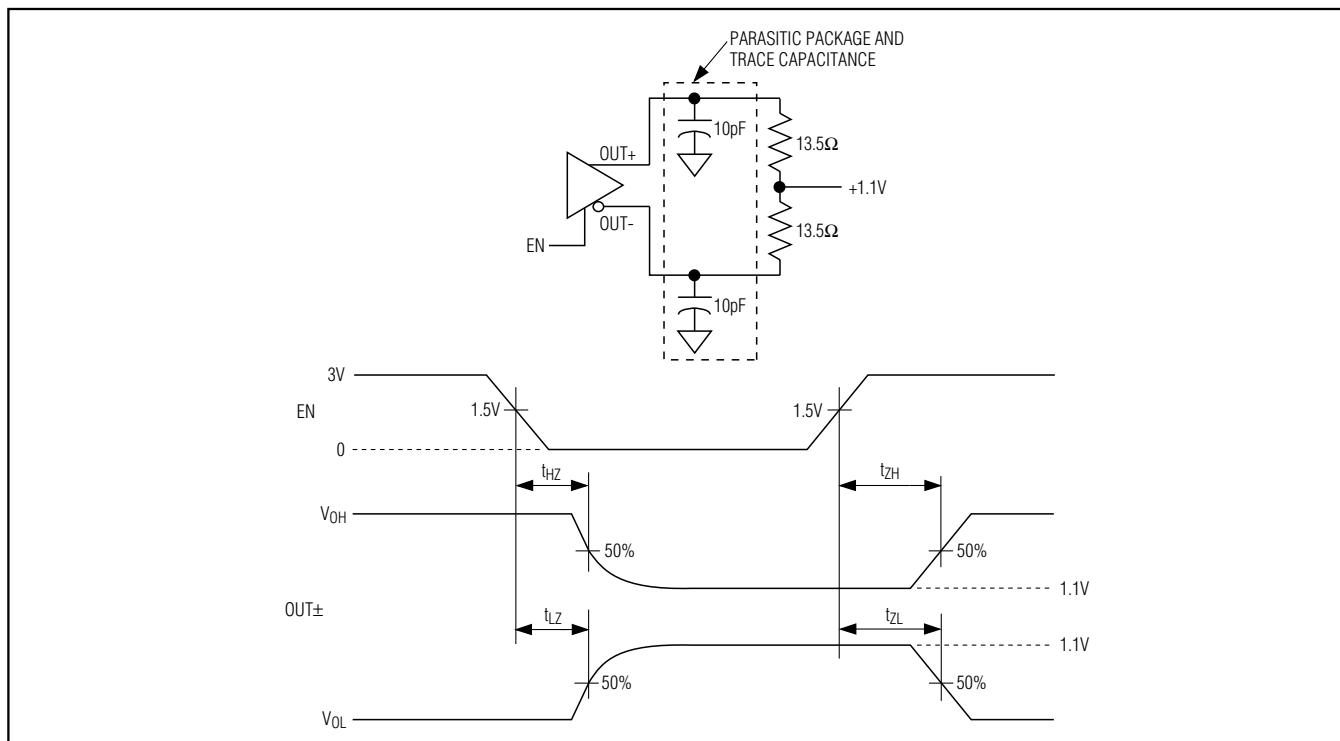 PARASITIC PACKAGE AND
TRACE CAPACITANCE
10pF
13.5Ω
OUT+
+1.1V
OUT-
13.5Ω
EN
10pF
3V
EN
1.5V
1.5V
0
tHZ
tZH
VOH
50%
50%
1.1V
OUT±
tLZ
tZL
1.1V
50%
50%
VOL